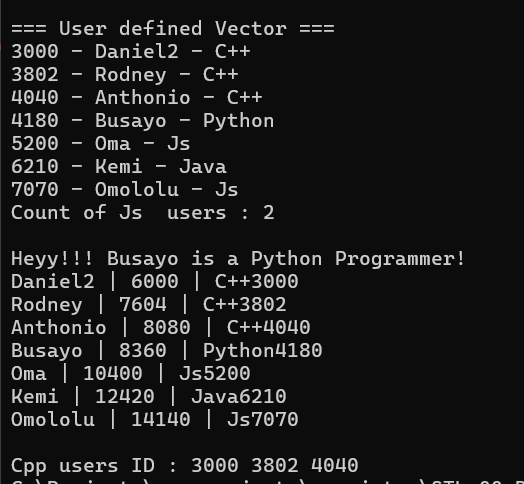 === User defined Vector ===
3000 - Daniel2 - C++
3802 - Rodney - C++
4040 - Anthonio - C++
4180 - Busayo - Python
5200 - Oma - Js
6210 - Kemi - Java
7070 - Omololu - Js
Count of Js  users : 2
Heyy!!! Busayo is a Python Programmer!
Daniel2 | 6000 | C++3000
Rodney | 7604 | C++3802
Anthonio | 8080 | C++4040
Busayo | 8360 | Python4180
Oma | 10400 | Js5200
Kemi | 12420 | Java6210
Omololu | 14140 | Js7070
Cpp users ID : 3000 3802 4040